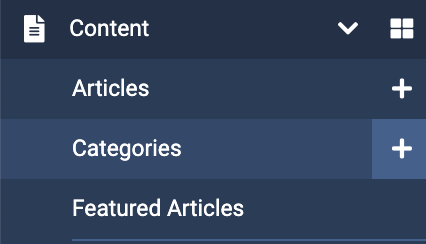 Content
Articles
Categories
Featured Articles